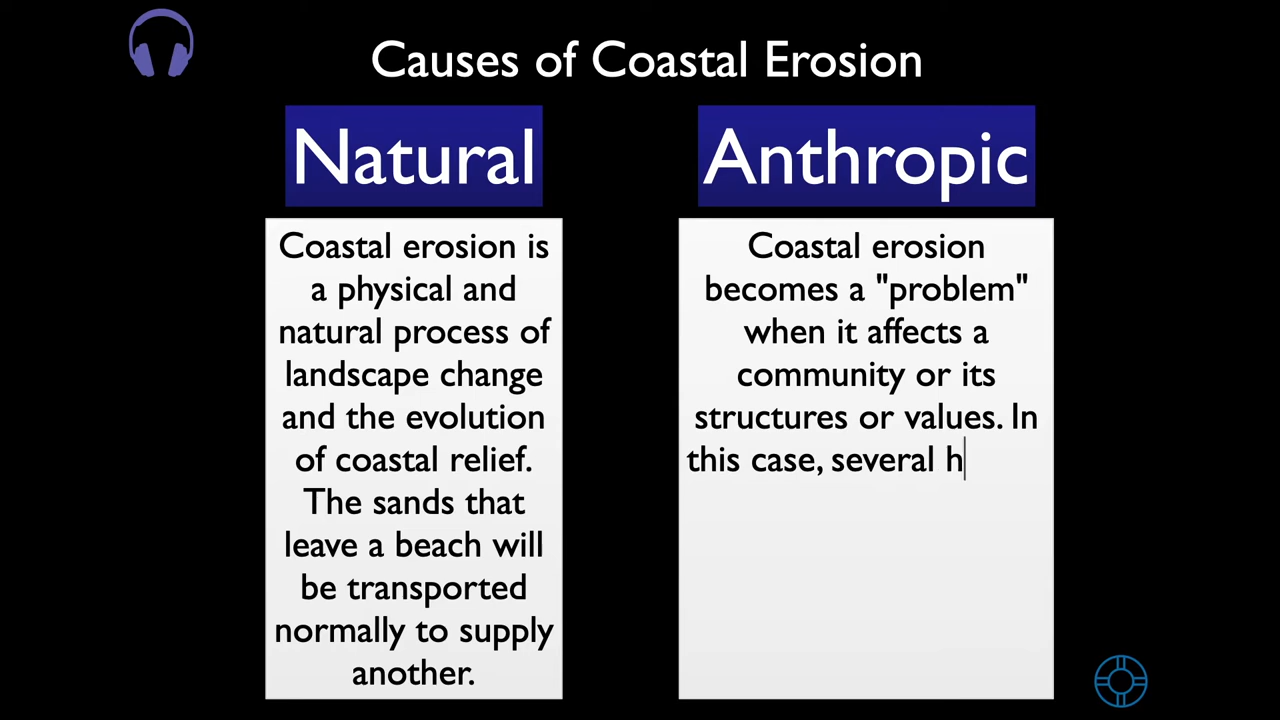 Causes of Coastal Erosion
Natural
Coastal erosion is
a physical and
natural process of
landscape change
and the evolution
of coastal relief.
The sands that
leave a beach will
be transported
normally to supply
another.
Anthropic
Coastal erosion
becomes a "problem"
when it affects a
community or its
structures or values. In
this case, several h